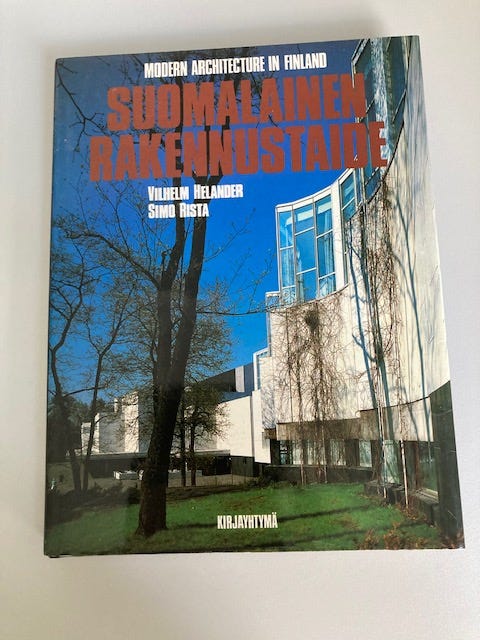 MODERN ARCHITECTURE IN FINLAND
SUOMALAINEN
RAKENNUSTAIDE
VILHELM HELANDER
SIMO RISTA
KIRJAYHTYMÄ